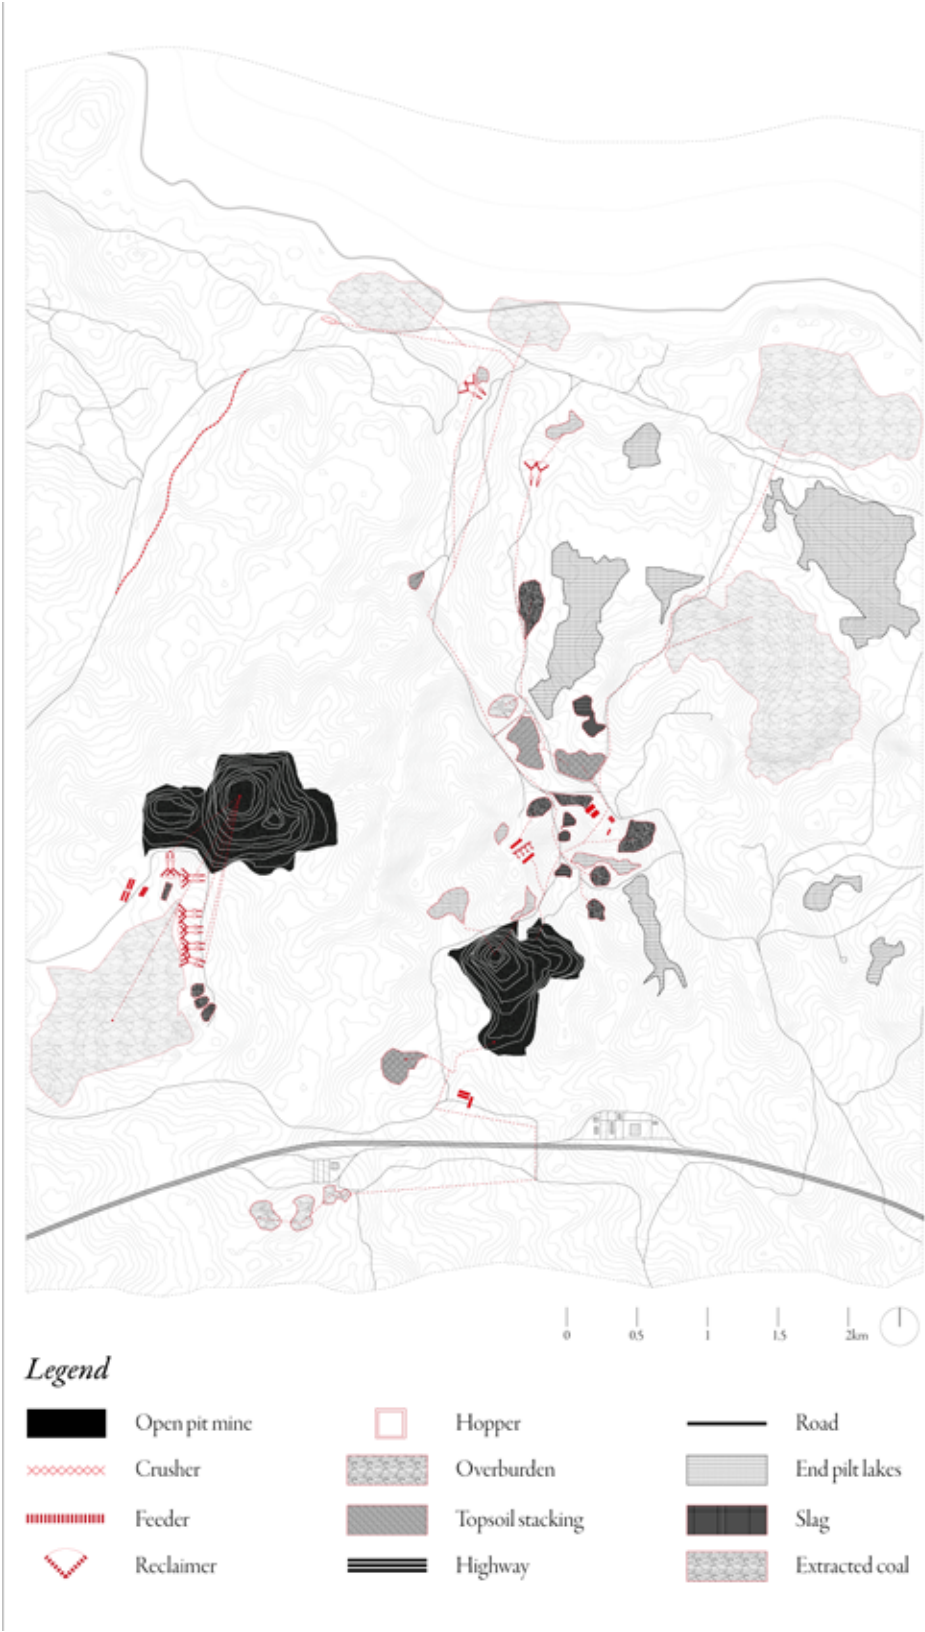 0 0.5 1 1.5 2km
Legend
Open pit mine Hopper Road
Crusher Overburden End pilt lakes
Feeder Topsoil stacking Slag
Reclaimer Highway Extracted coal